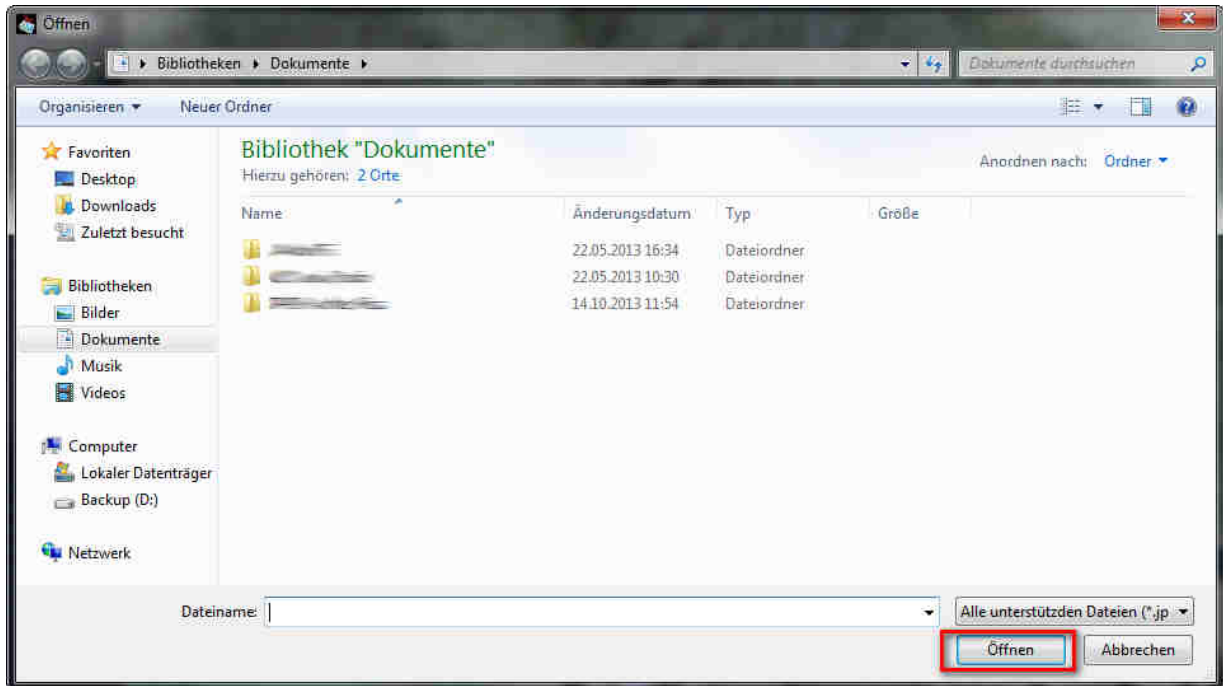 Öffnen
Bibliotheken Dokumente
Dokumente durchsuchen
Organisieren Neuer Ordner
Favoriten
Desktop
Downloads
Zuletzt besucht
Bibliotheken
Bilder
Dokumente
Musik
Videos
Computer
Lokaler Datenträger
Backup (D:)
Netzwerk
Bibliothek "Dokumente"
Hierzu gehören: 2 Orte
Anordnen nach: Ordner
Name Änderungsdatum Typ Größe
22.05.2013 16:34 Dateiordner
22.05.2013 10:30 Dateiordner
14.10.2013 11:54 Dateiordner
Dateiname:
Alle unterstützden Dateien (*.jp
Öffnen Abbrechen